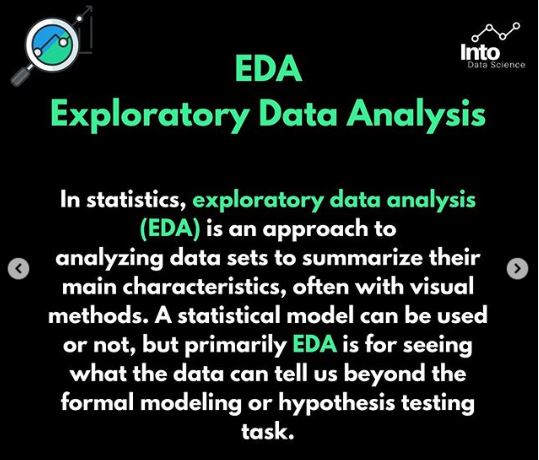 Into
Data Science
EDA
Exploratory Data Analysis
In statistics, exploratory data analysis
(EDA) is an approach to
analyzing data sets to summarize their
main characteristics, often with visual
methods. A statistical model can be used
or not, but primarily EDA is for seeing
what the data can tell us beyond the
formal modeling or hypothesis testing
task.